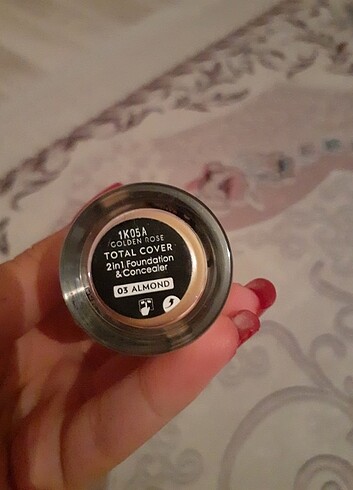 1K05A
GOLDEN ROSE
TOTAL COVER
2in1 Foundation
& Concealer
03 ALMOND